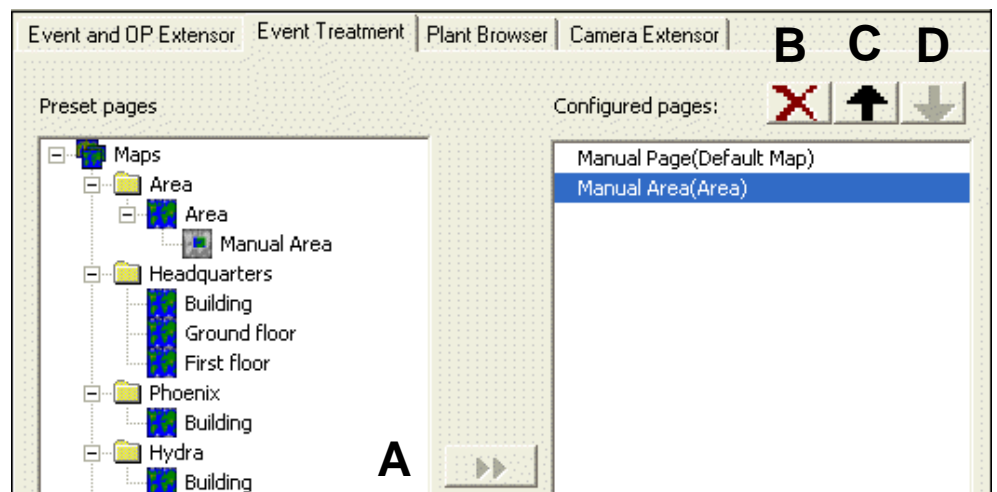 Event and OP Extensor Event Treatment Plant Browser Camera Extensor
B C D
Preset pages
Configured pages:
Maps
Area
Area
Manual Area
Headquarters
Building
Ground floor
First floor
Phoenix
Building
Hydra
Building
A
Manual Page(Default Map)
Manual Area(Area)